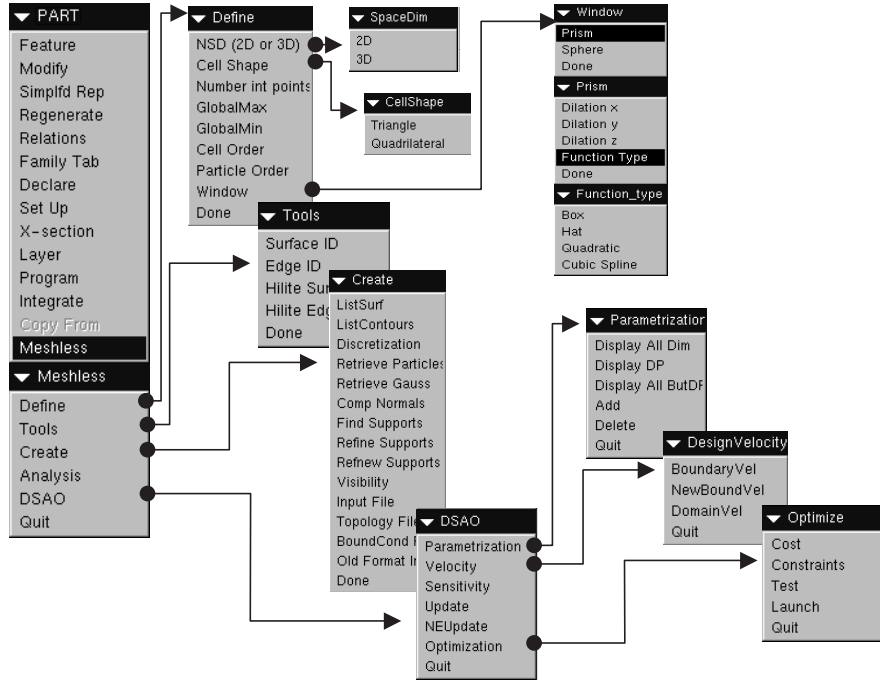 PART
Feature
Modify
Simplfd Rep
Regenerate
Relations
Family Tab
Declare
Set Up
X-section
Layer
Program
Integrate
Copy From
Meshless
Meshless
Define
Tools
Create
Analysis
DSAO
Quit
Define
NSD (2D or 3D)
Cell Shape
Number int points
GlobalMax
GlobalMin
Cell Order
Particle Order
Window
Done
SpaceDim
2D
3D
CellShape
Triangle
Quadrilateral
Window
Prism
Sphere
Done
Prism
Dilation x
Dilation y
Dilation z
Function Type
Done
Function_type
Box
Hat
Quadratic
Cubic Spline
Tools
Surface ID
Edge ID
Hilite Sur
Hilite Edg
Done
Create
ListSurf
ListContours
Discretization
Retrieve Particles
Retrieve Gauss
Comp Normals
Find Supports
Refine Supports
Refnew Supports
Visibility
Input File
Topology File
BoundCond
Old Format In
Done
DSAO
Parametrization
Velocity
Sensitivity
Update
NEUpdate
Optimization
Quit
Parametrization
Display All Dim
Display DP
Display All ButDP
Add
Delete
Quit
DesignVelocity
BoundaryVel
NewBoundVel
DomainVel
Quit
Optimize
Cost
Constraints
Test
Launch
Quit